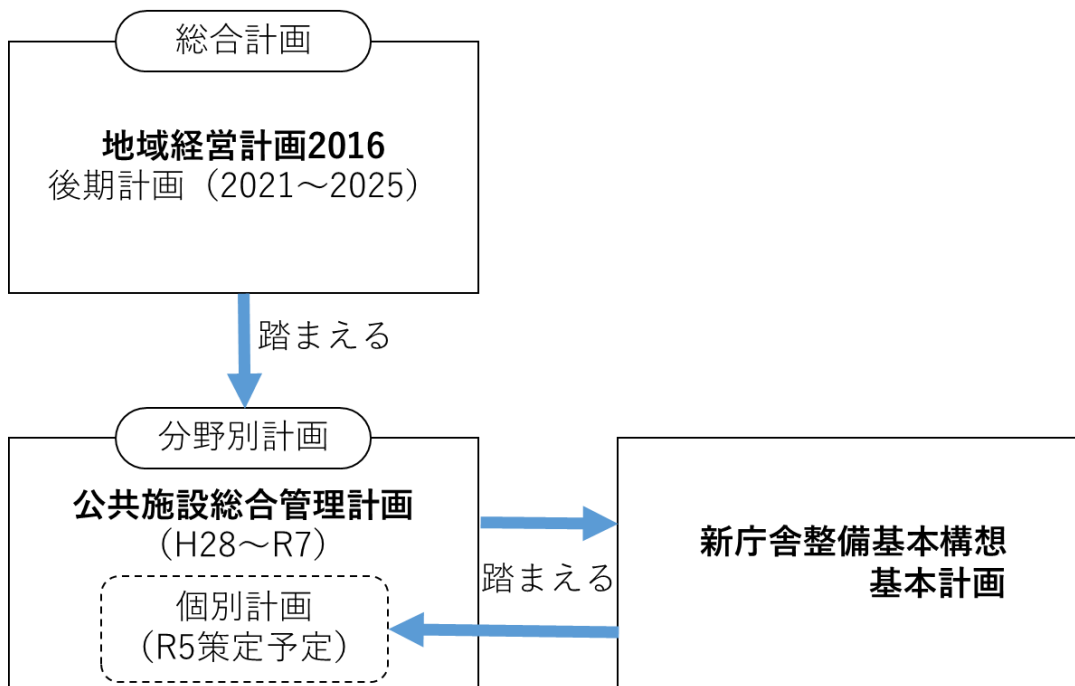 総合計画
地域経営計画2016
後期計画（2021～2025）
踏まえる
分野別計画
公共施設総合管理計画
（H28～R7）
個別計画
（R5策定予定）
踏まえる
新庁舎整備基本構想
基本計画